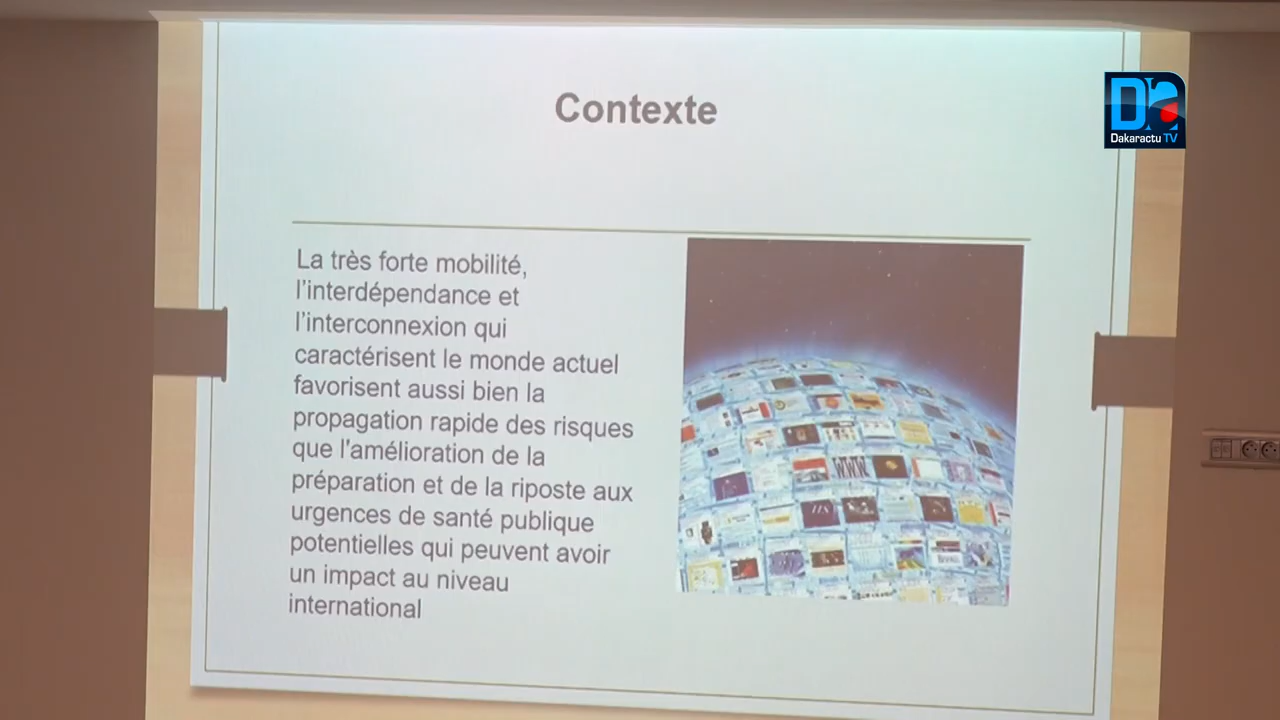 Contexte
Dakaractu TV
La très forte mobilité,
l'interdépendance et
l'interconnexion qui
caractérisent le monde actuel
favorisent aussi bien la
propagation rapide des risques
que l'amélioration de la
préparation et de la riposte aux
urgences de santé publique
potentielles qui peuvent avoir
un impact au niveau
international
WWW